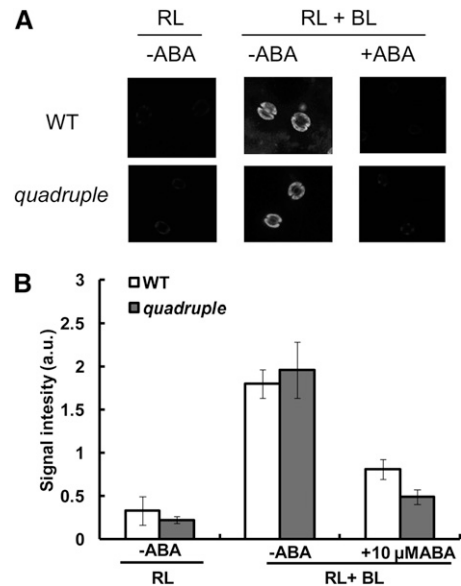 A
RL
RL + BL
-ABA
-ABA
+ABA
WT
quadruple
B
Signal intesity (a.u.)
3
2.5
2
1.5
1
0.5
0
WT
quadruple
-ABA
-ABA
+10 µMABA
RL
RL+ BL